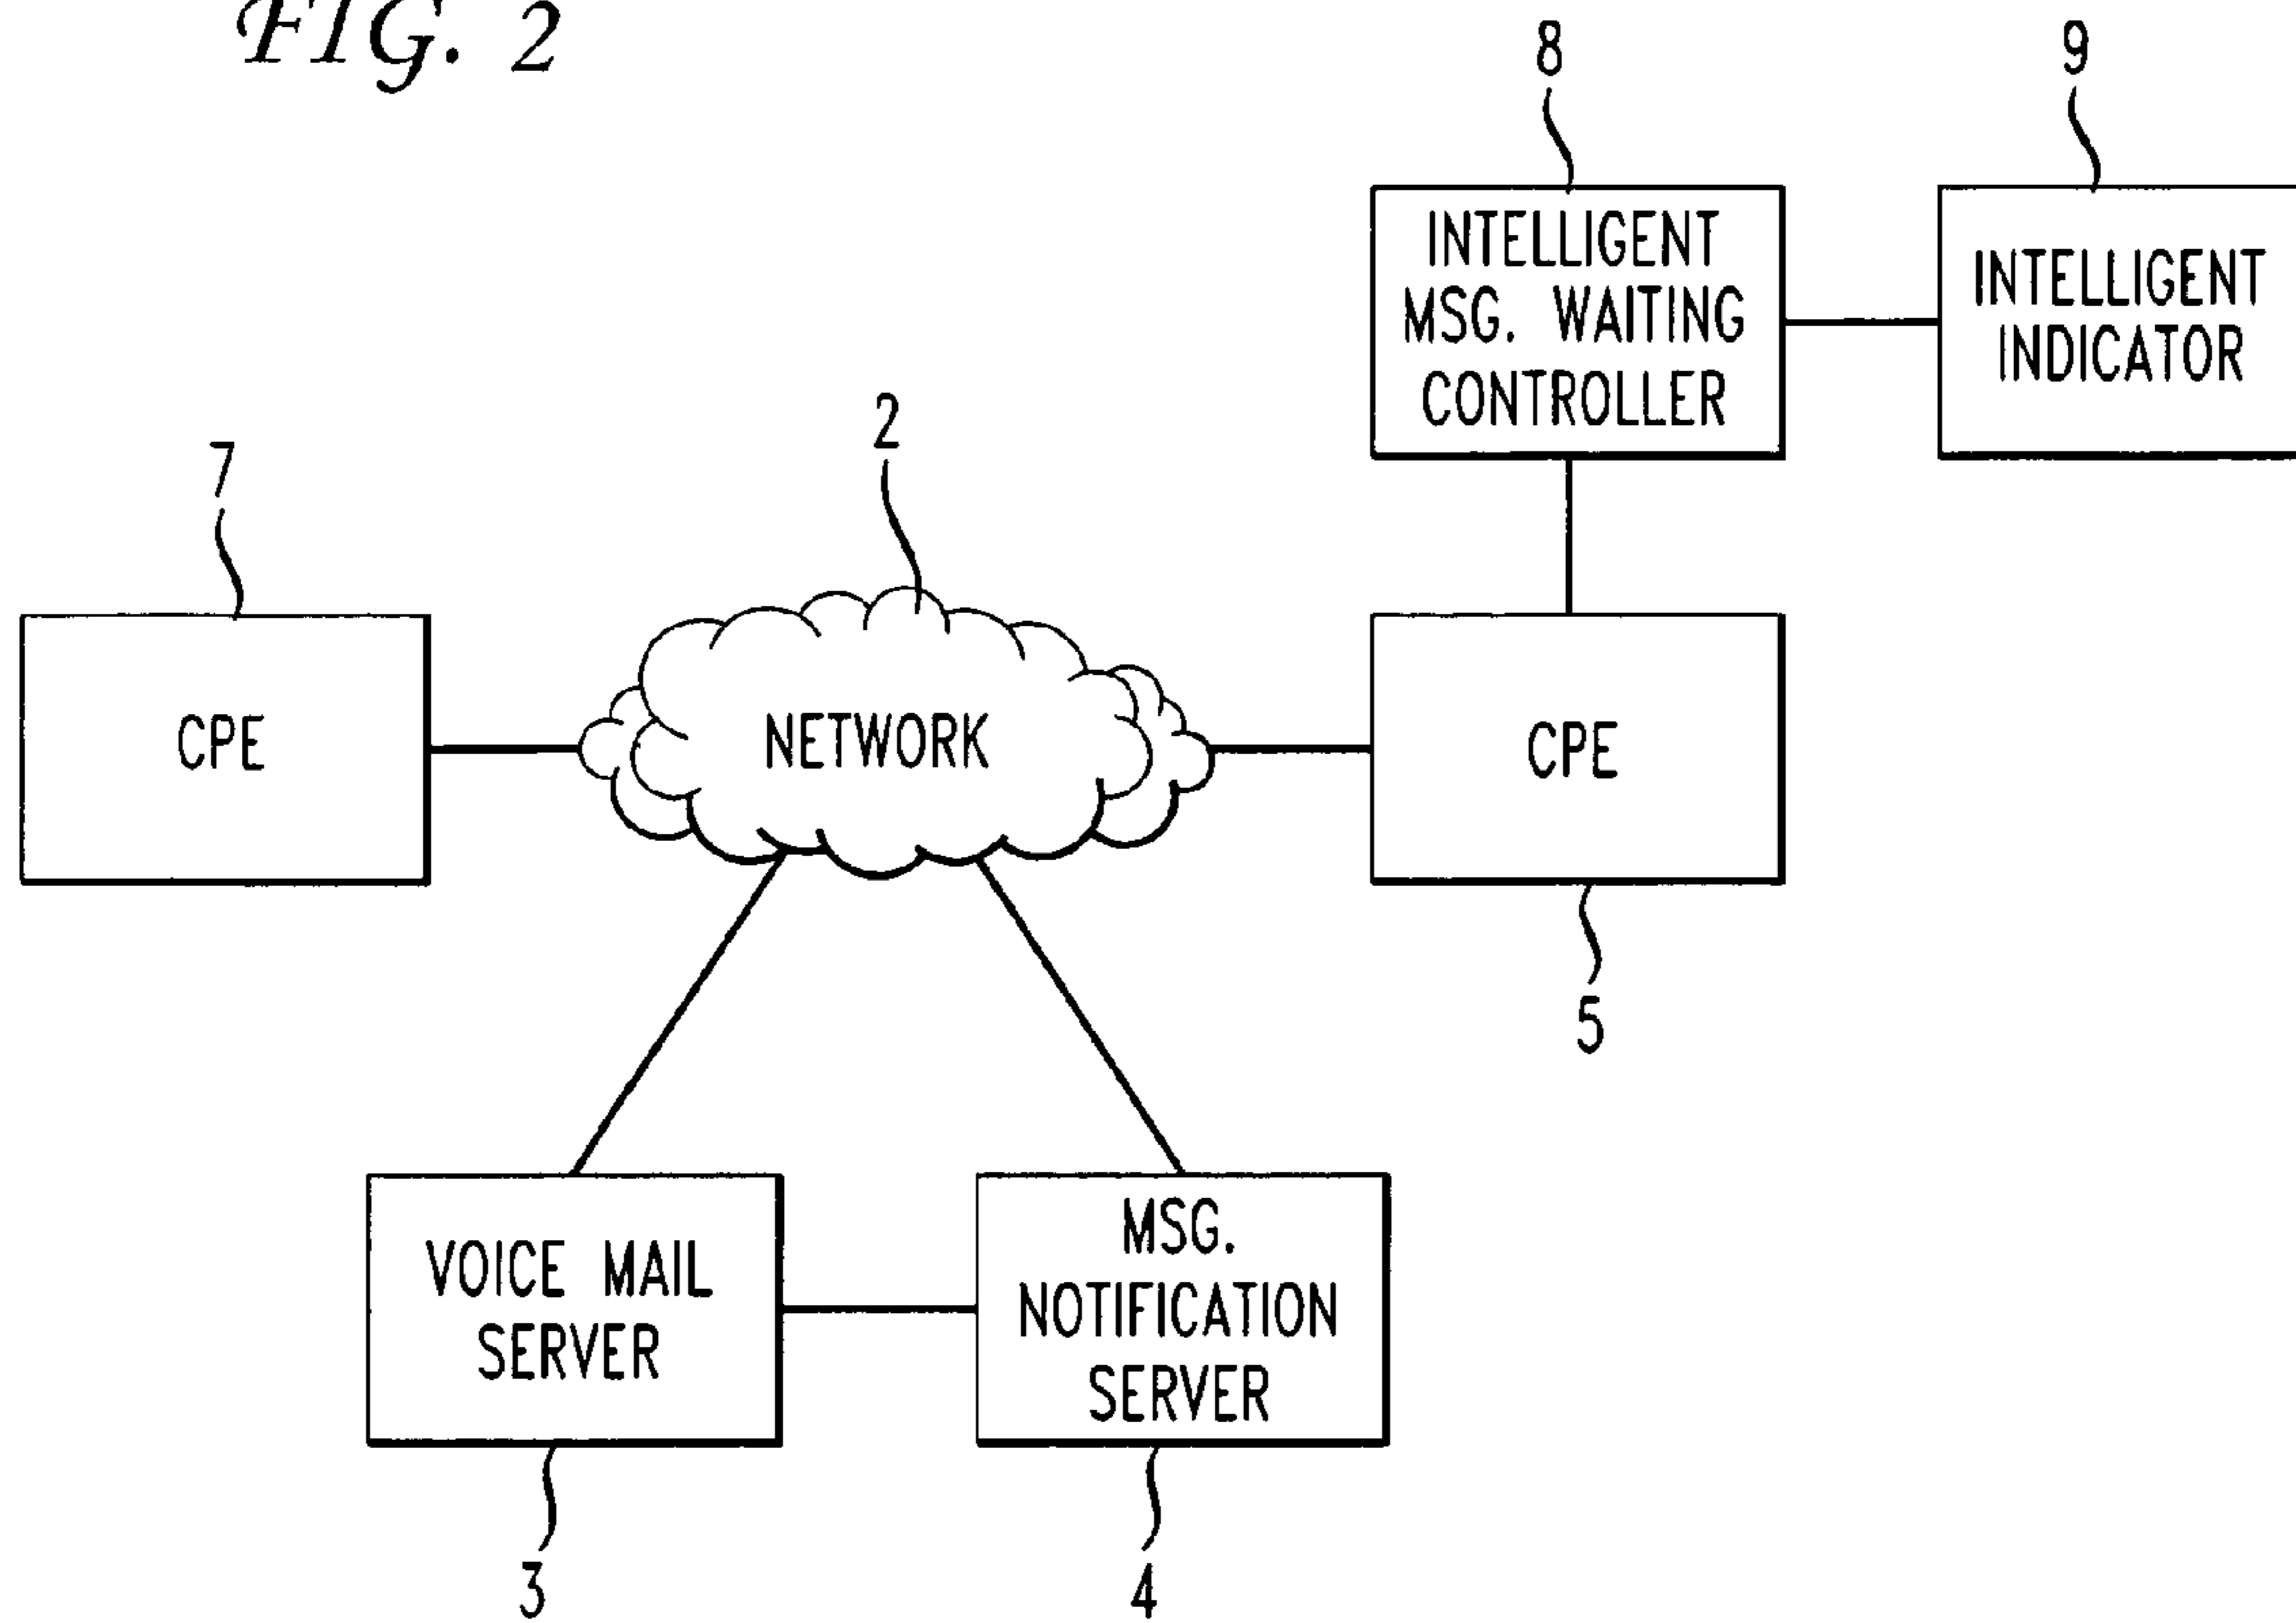 FIG. 2
8
9
INTELLIGENT
MSG. WAITING
CONTROLLER
INTELLIGENT
INDICATOR
2
7
CPE
NETWORK
CPE
5
VOICE MAIL
SERVER
MSG.
NOTIFICATION
SERVER
3
4